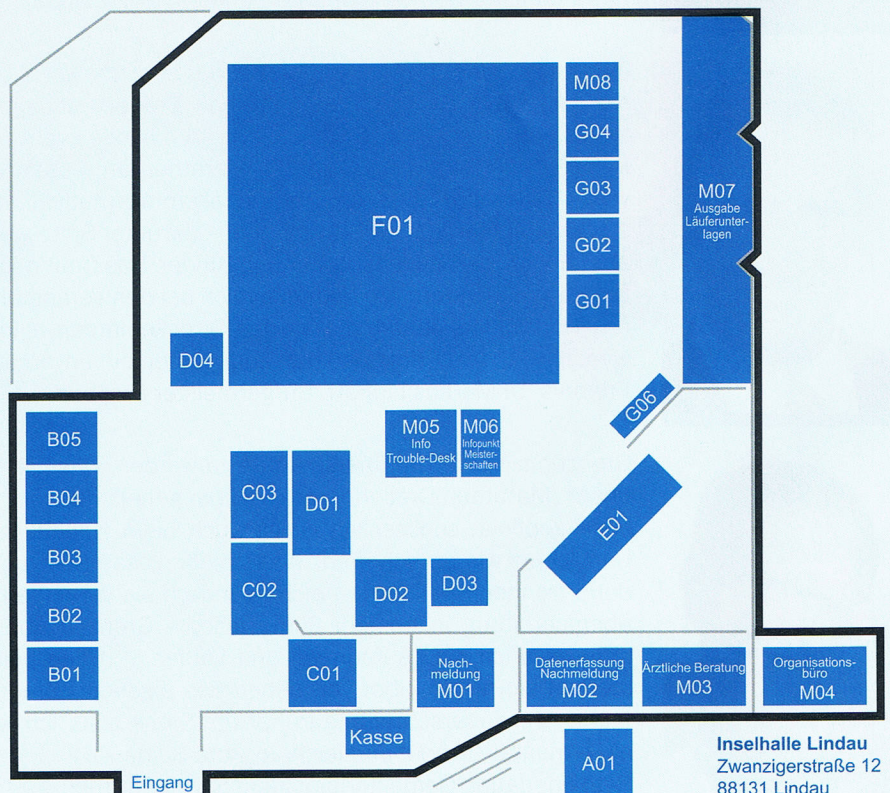 M08
G04
M07
Ausgabe
Läuferunter-
lagen
G03
F01
G02
G01
D04
G06
M05
Info
Trouble-Desk
M06
Infopunkt
Meister-
schaften
B05
C03
D01
B04
E01
B03
C02
D02
D03
B02
B01
C01
Nach-
meldung
M01
Datenerfassung
Nachmeldung
M02
Ärztliche Beratung
M03
Organisations-
büro
M04
Kasse
A01
Eingang
Inselhalle Lindau
Zwanzigerstraße 12
88131 Lindau